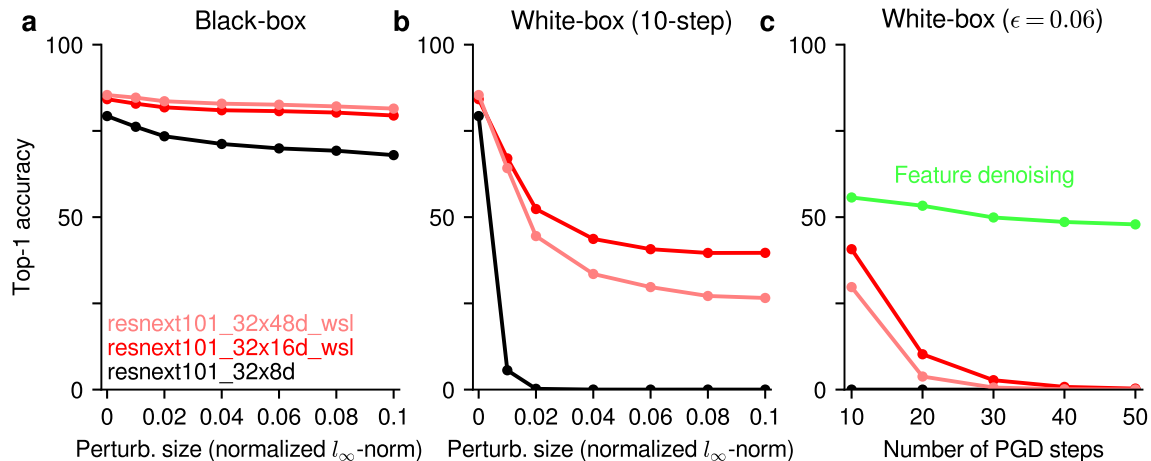 a
Black-box
100
50
0
Top-1 accuracy
resnext101_32x48d_wsl
resnext101_32x16d_wsl
resnext101_32x8d
0 0.02 0.04 0.06 0.08 0.1
Perturb. size (normalized l∞-norm)
b
White-box (10-step)
100
50
0
0 0.02 0.04 0.06 0.08 0.1
Perturb. size (normalized l∞-norm)
c
White-box (ϵ = 0.06)
100
Feature denoising
50
0
10 20 30 40 50
Number of PGD steps